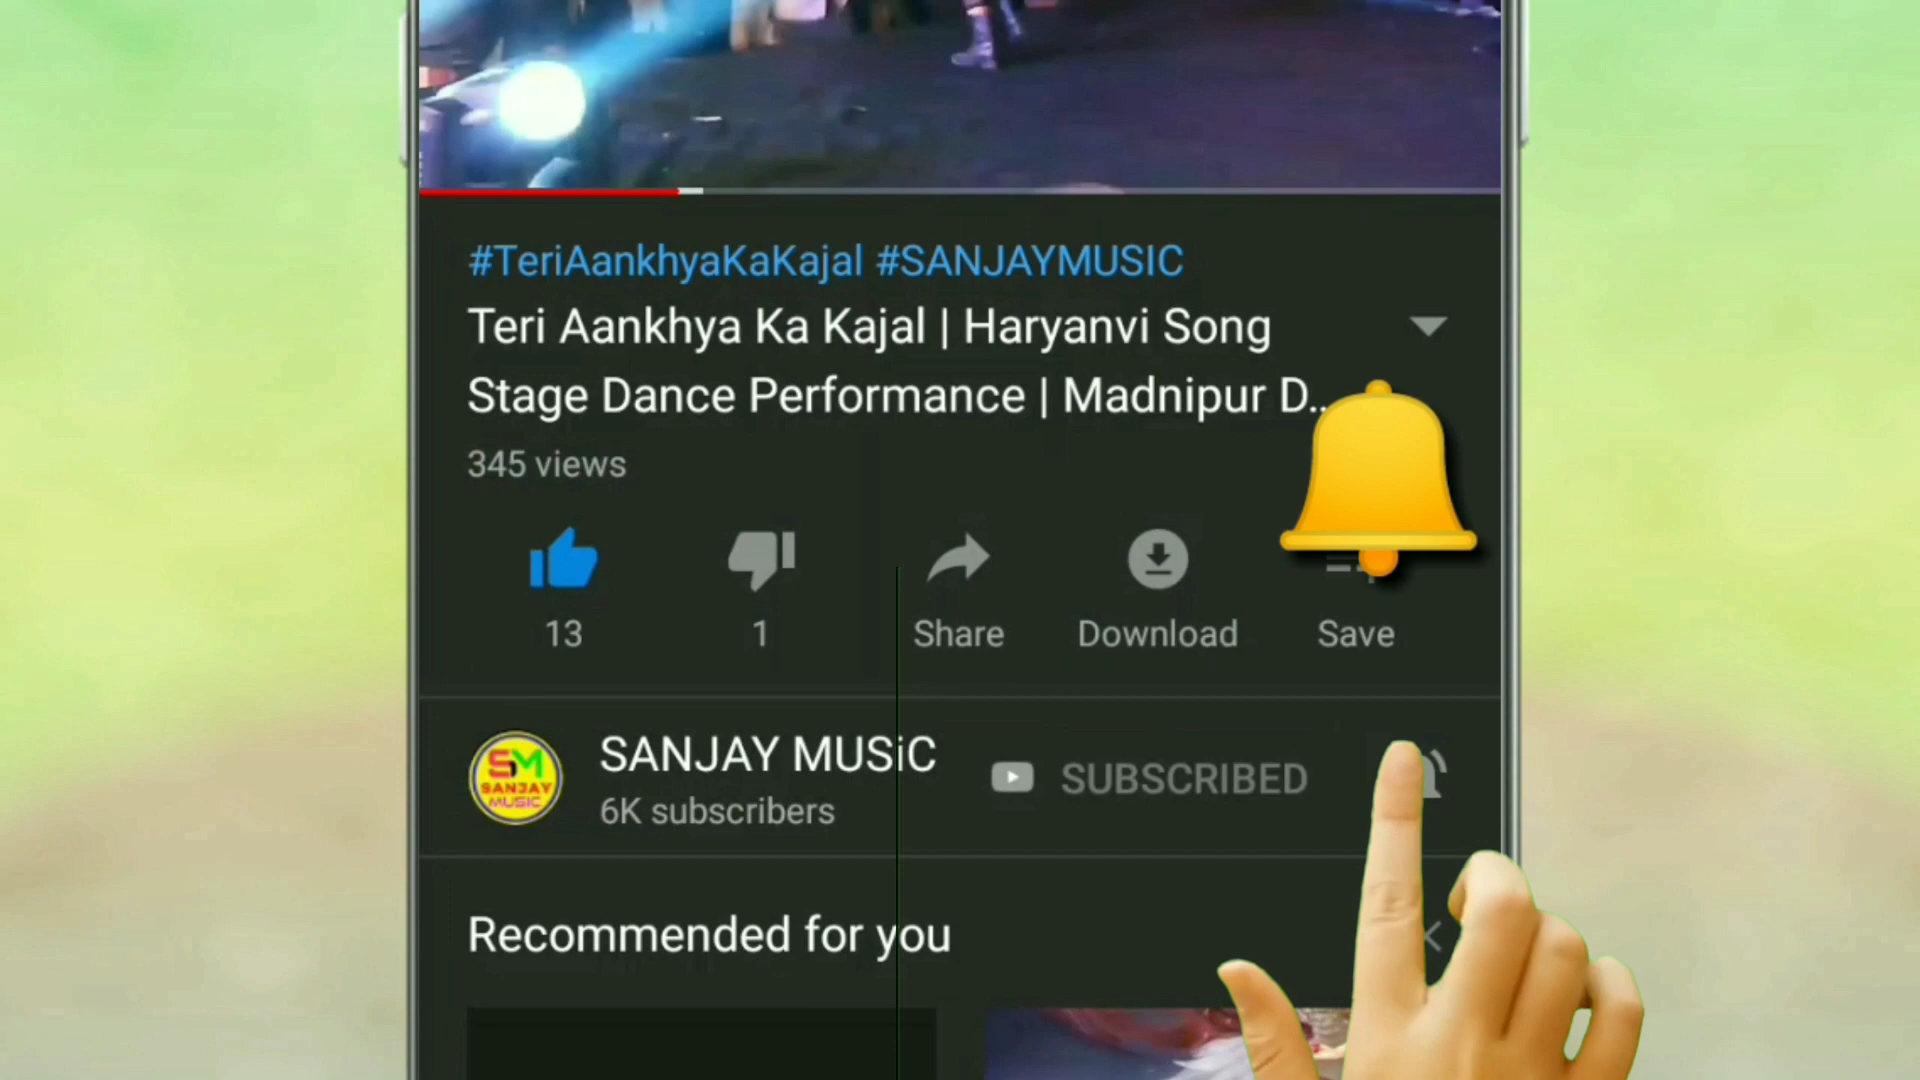 #TeriAankhyaKaKajal #SANJAYMUSIC
Teri Aankhya Ka Kajal | Haryanvi Song
Stage Dance Performance | Madnipur D..
345 views
13
1
Share
Download
Save
SM
SANJAY
MUSIC
SANJAY MUSiC
6K subscribers
SUBSCRIBED
Recommended for you